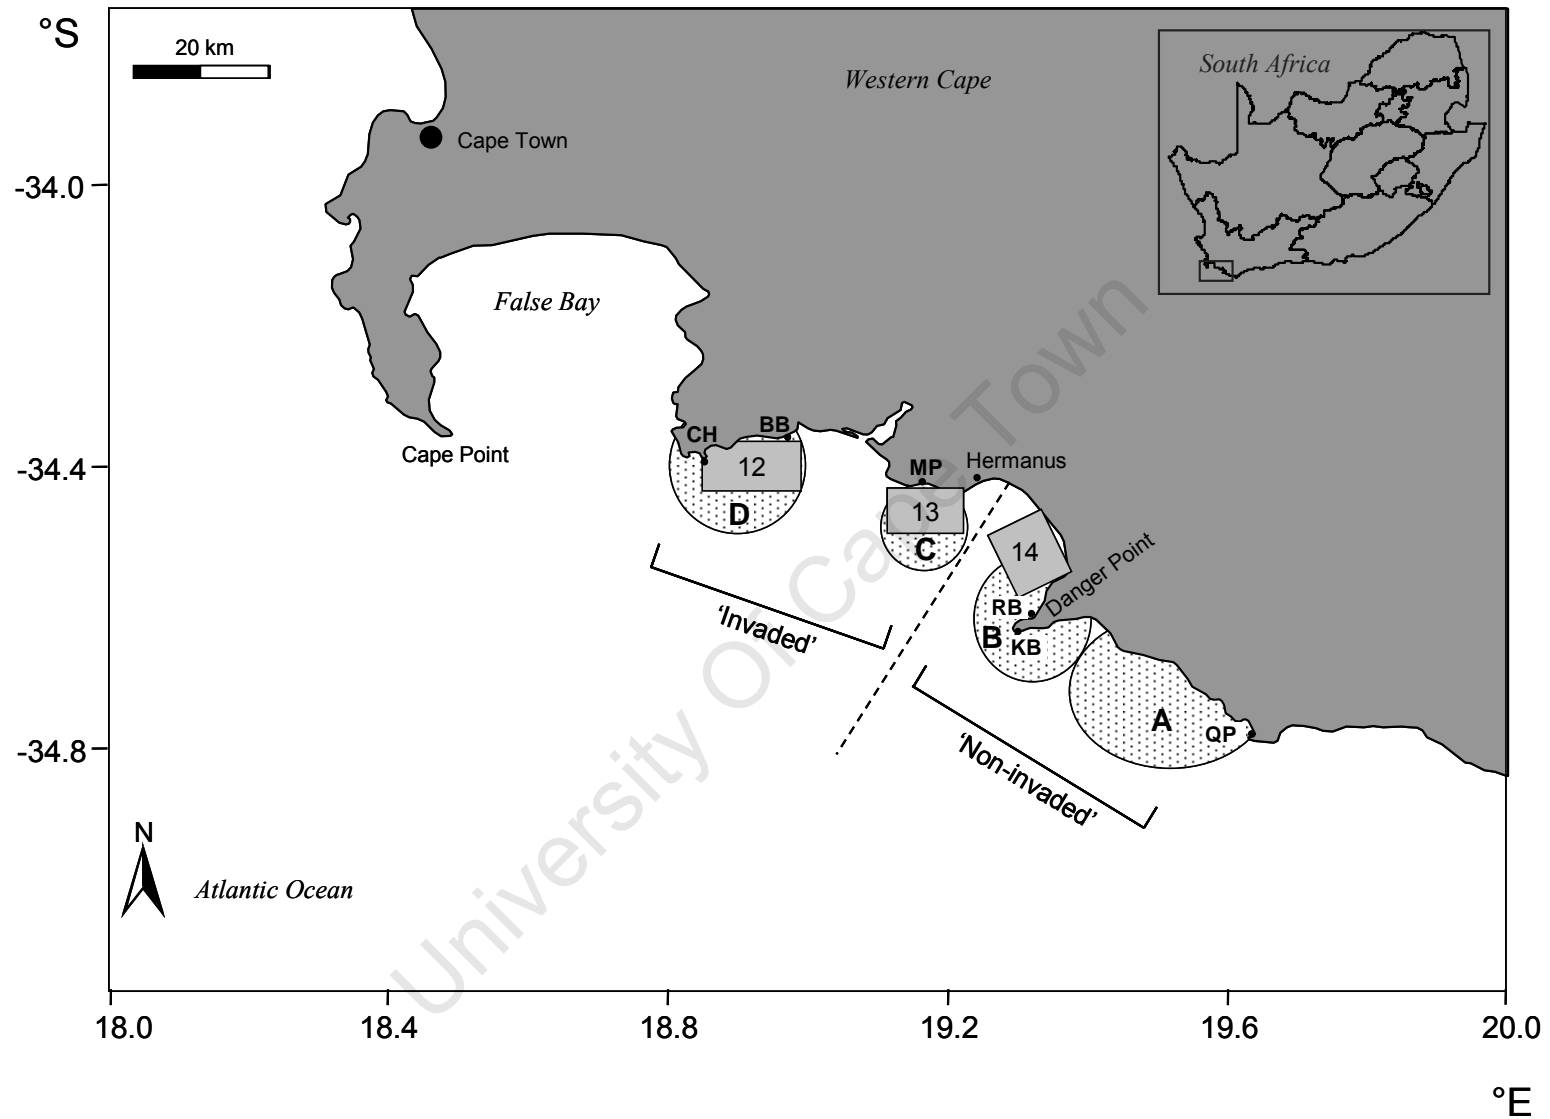 °S
20 km
Western Cape
South Africa
Cape Town
-34.0
False Bay
CH
BB
Cape Point
-34.4
12
MP
Hermanus
13
D
C
14
Danger Point
RB
B
KB
'Invaded'
A
QP
-34.8
'Non-invaded'
N
Atlantic Ocean
University Of Cape Town
18.0
18.4
18.8
19.2
19.6
20.0
°E